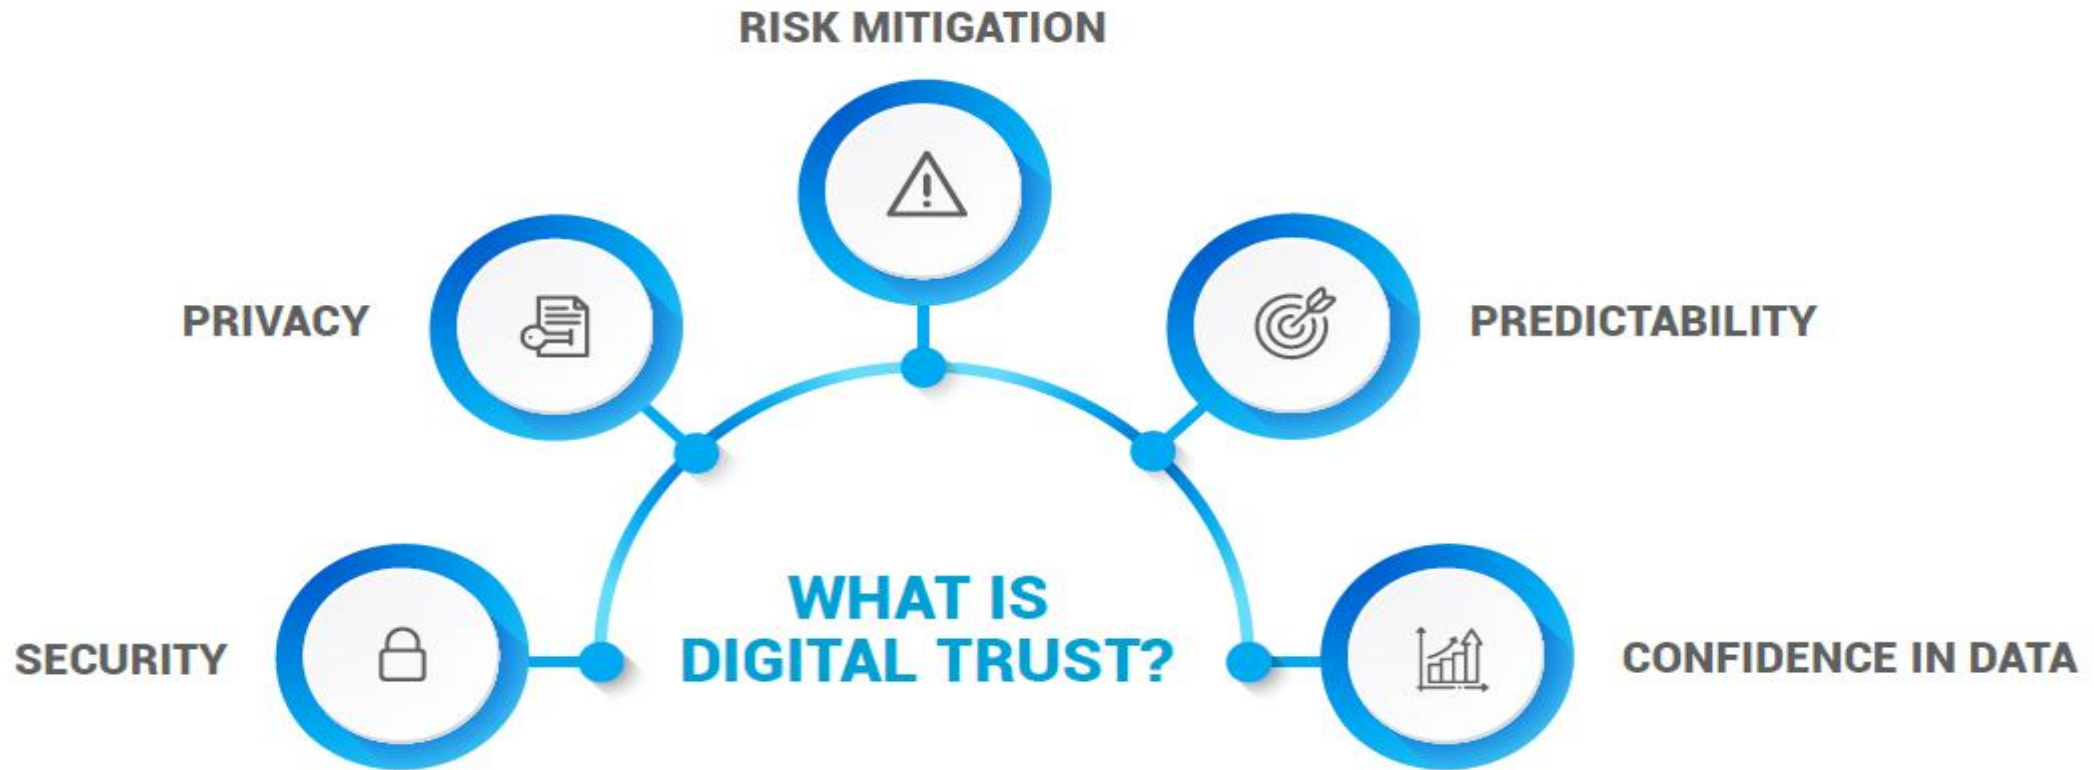 RISK MITIGATION
PRIVACY
PREDICTABILITY
WHAT IS
DIGITAL TRUST?
SECURITY
CONFIDENCE IN DATA